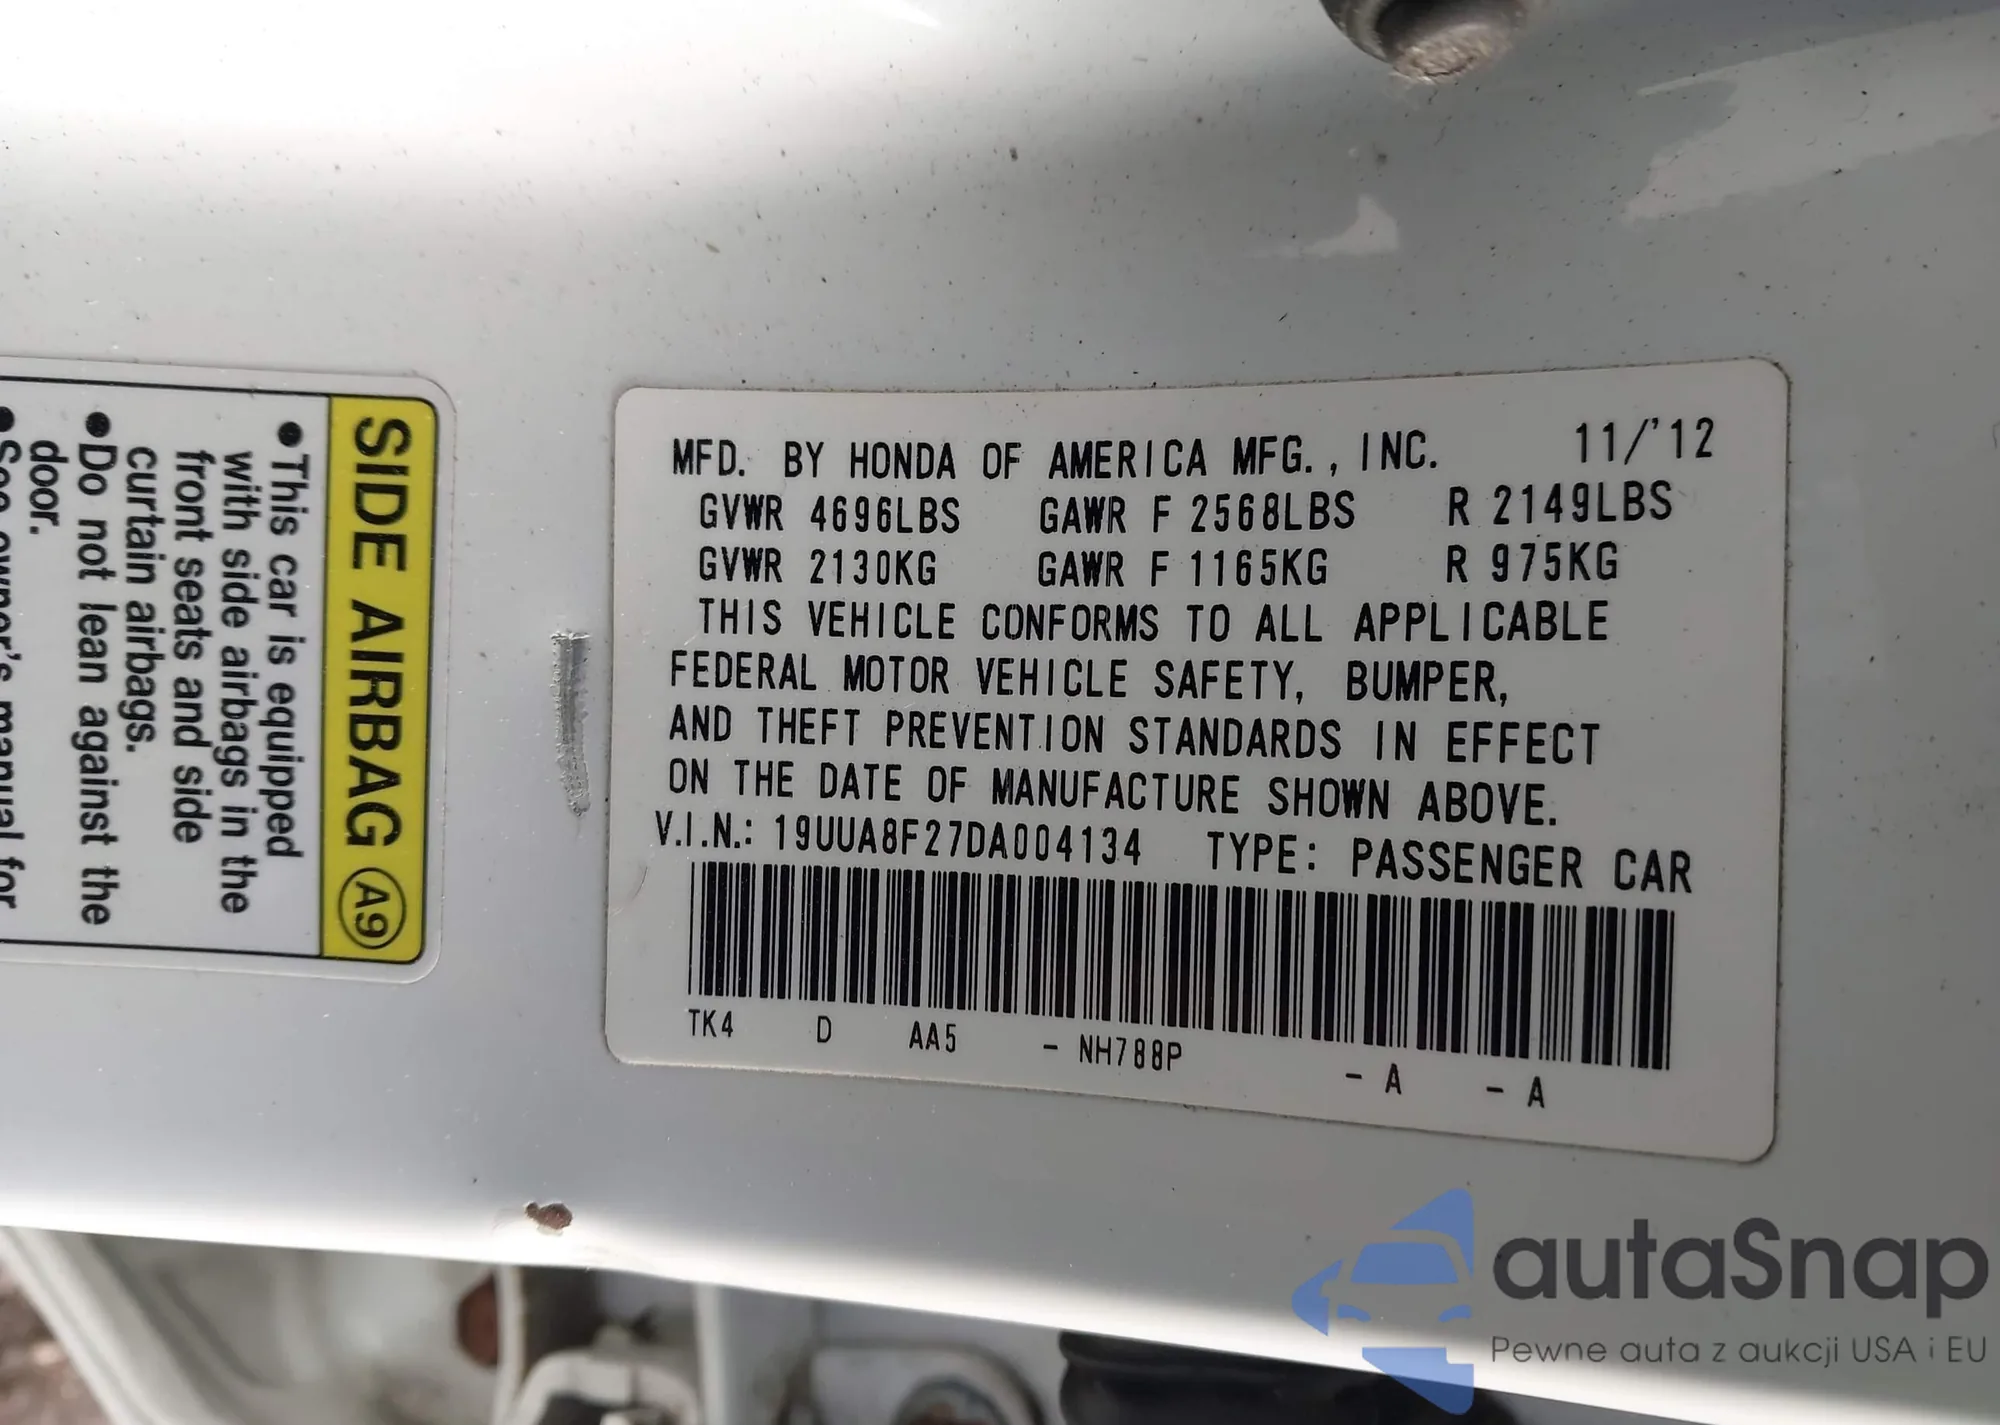 SIDE AIRBAG A9
● This car is equipped
with side airbags in the
front seats and side
curtain airbags.
● Do not lean against the
door.
● See owner's manual for
MFD. BY HONDA OF AMERICA MFG., INC. 11/'12
GVWR 4696LBS GAWR F 2568LBS R 2149LBS
GVWR 2130KG GAWR F 1165KG R 975KG
THIS VEHICLE CONFORMS TO ALL APPLICABLE
FEDERAL MOTOR VEHICLE SAFETY, BUMPER,
AND THEFT PREVENTION STANDARDS IN EFFECT
ON THE DATE OF MANUFACTURE SHOWN ABOVE.
V.I.N.: 19UUA8F27DA004134 TYPE: PASSENGER CAR
TK4 D AA5 - NH788P - A - A
autaSnap
Pewne auta z aukcji USA i EU